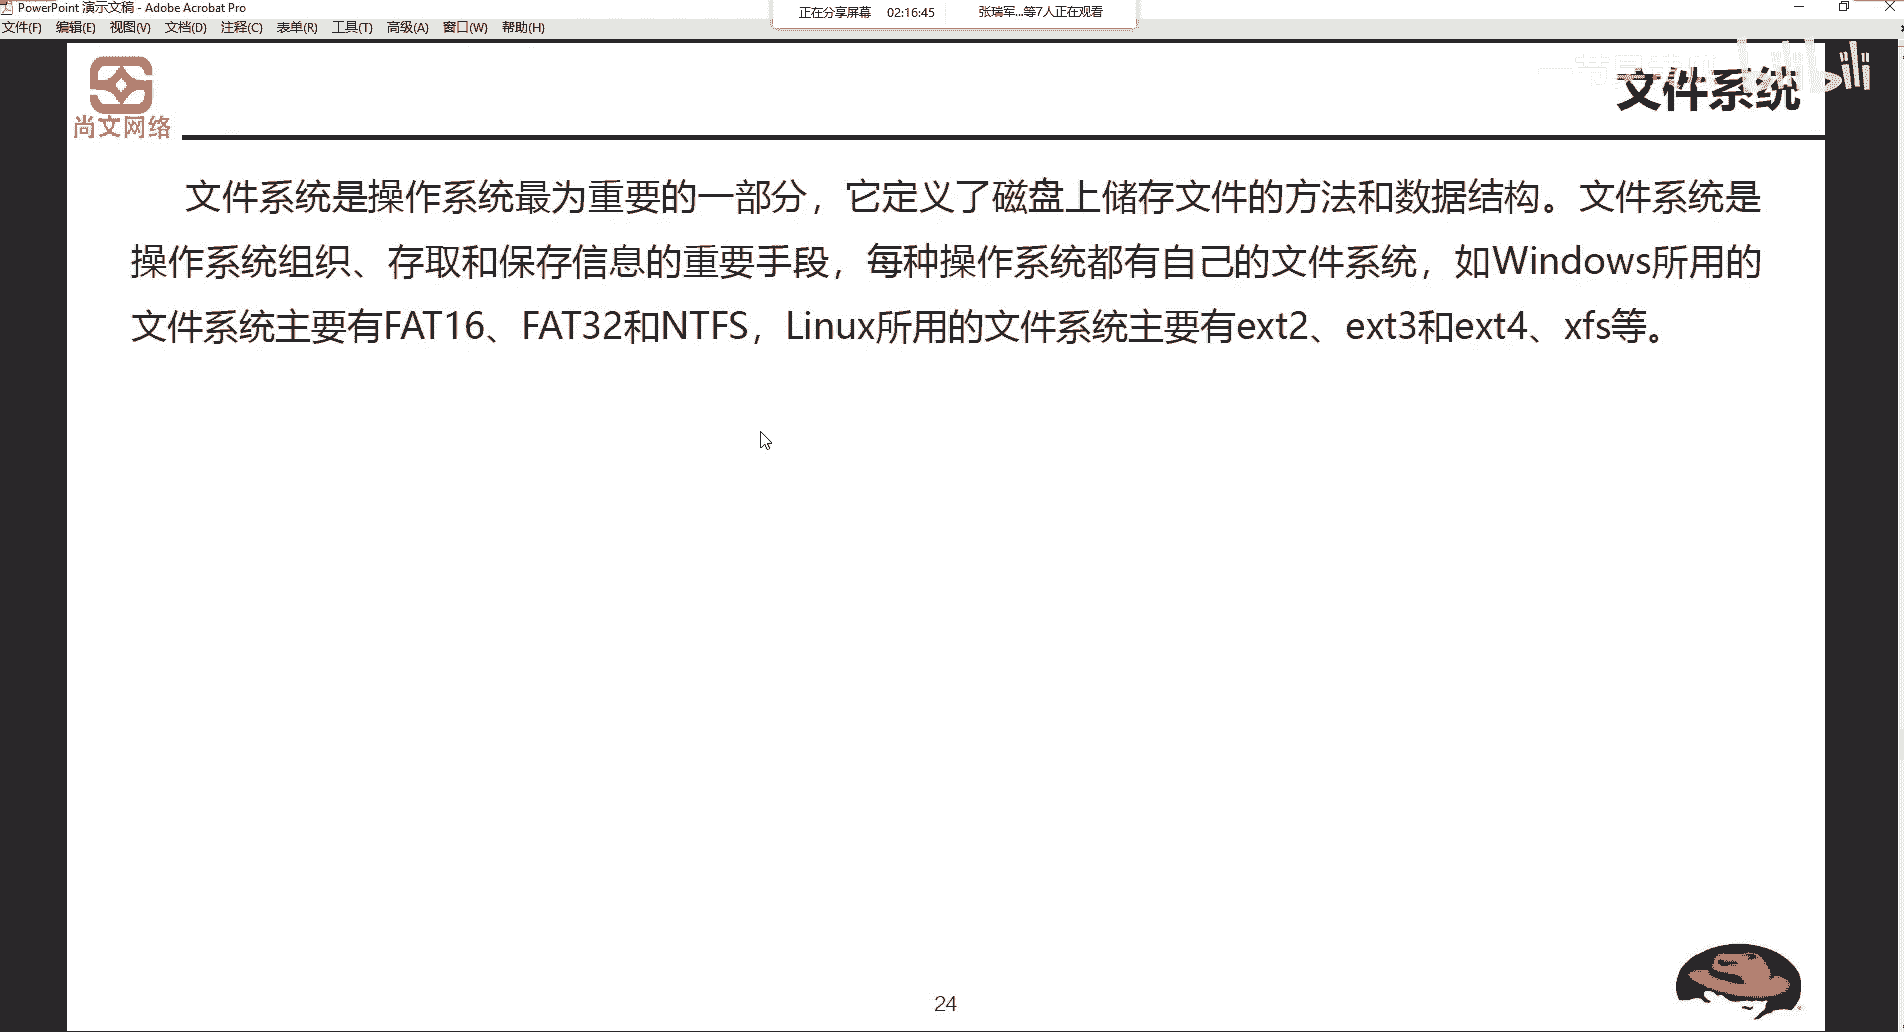 PowerPoint 演示文稿 - Adobe Acrobat Pro
正在分享屏幕 02:16:45 张瑞军...等7人正在观看
文件(F) 编辑(E) 视图(V) 文档(D) 注释(C) 表单(R) 工具(T) 高级(A) 窗口(W) 帮助(H)
bilibili
文件系统
尚文网络
文件系统是操作系统最为重要的一部分，它定义了磁盘上储存文件的方法和数据结构。文件系统是
操作系统组织、存取和保存信息的重要手段，每种操作系统都有自己的文件系统，如Windows所用的
文件系统主要有FAT16、FAT32和NTFS，Linux所用的文件系统主要有ext2、ext3和ext4、xfs等。
24